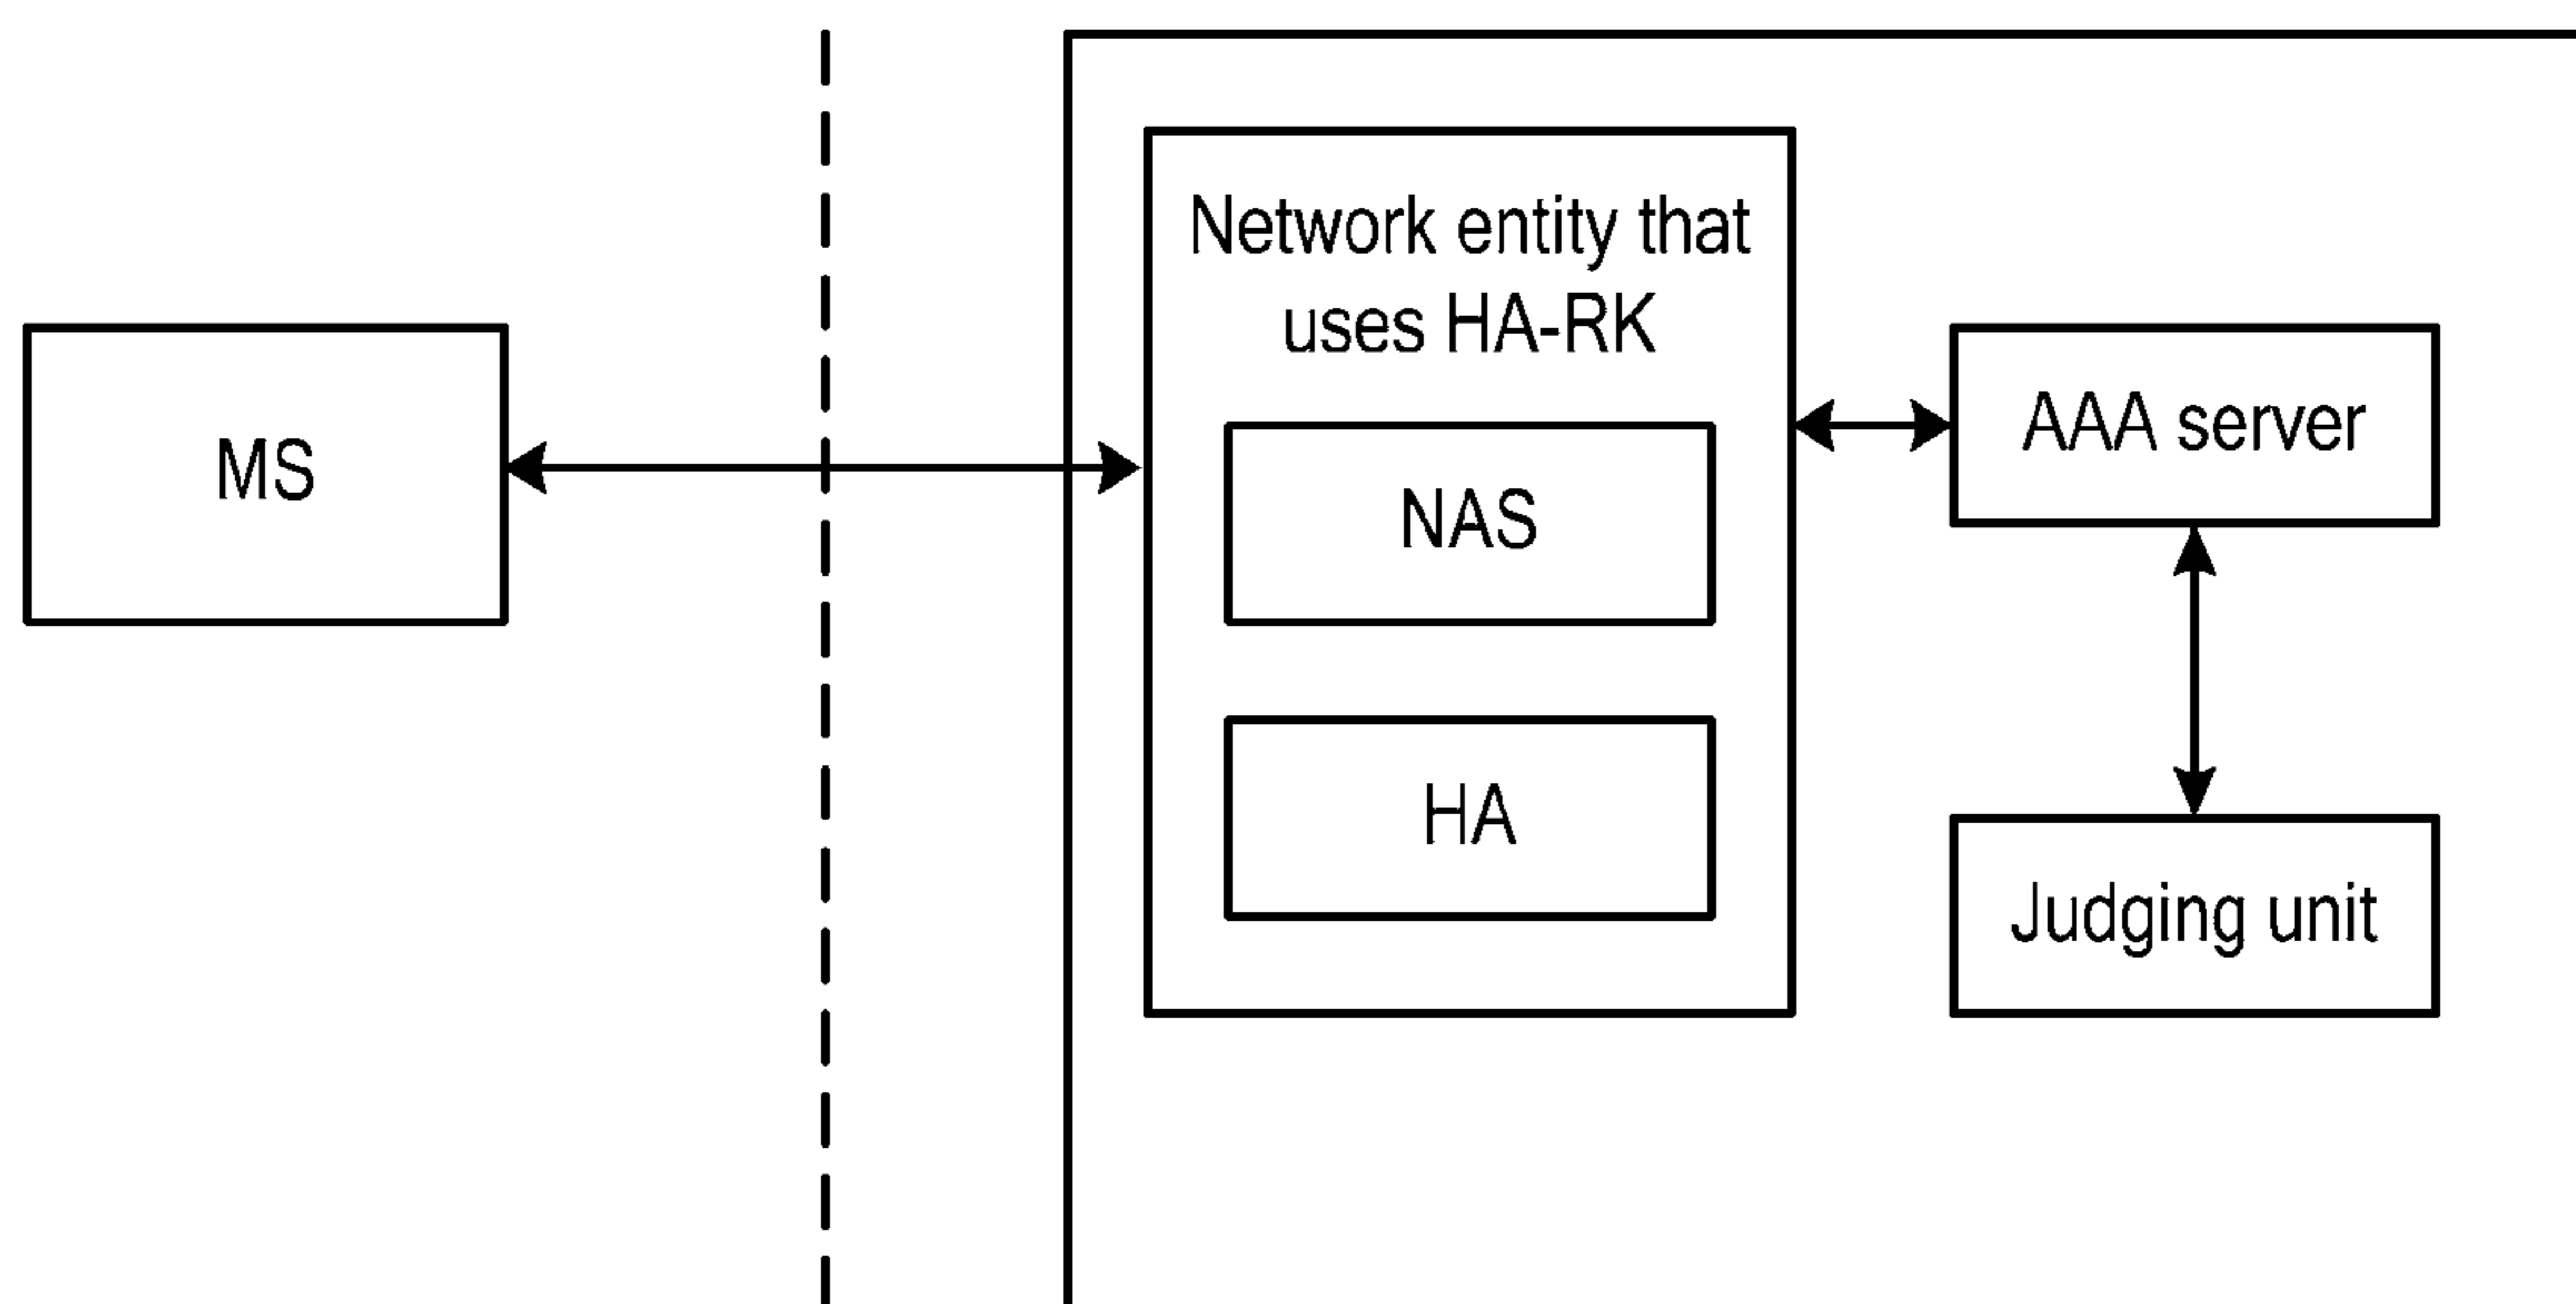 MS
Network entity that
uses HA-RK
NAS
HA
AAA server
Judging unit